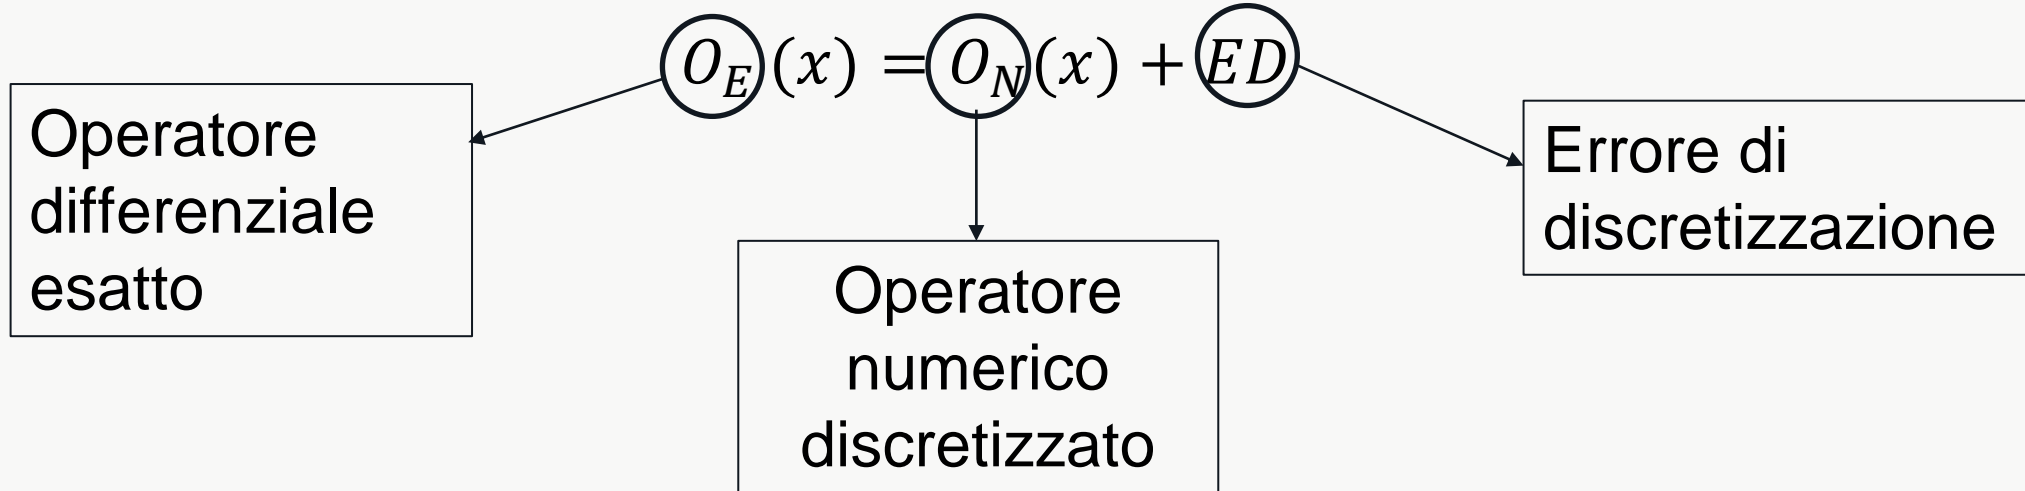 O_E(x) = O_N(x) + ED
Operatore
differenziale
esatto
Operatore
numerico
discretizzato
Errore di
discretizzazione